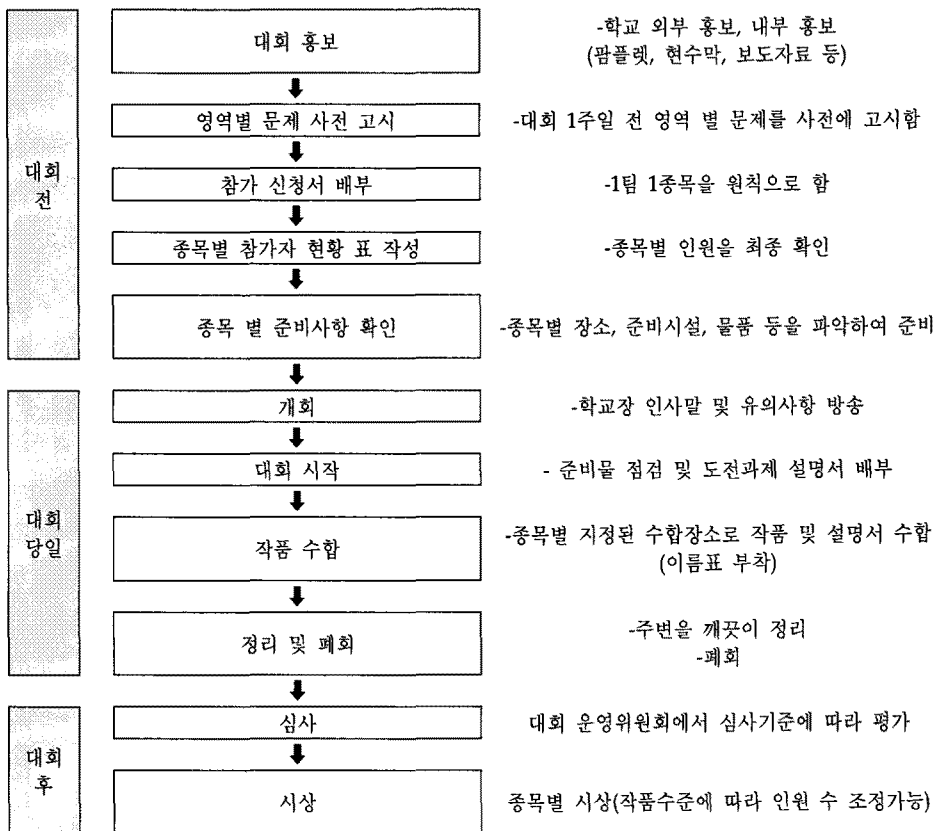 대회 홍보
-학교 외부 홍보, 내부 홍보
(팜플렛, 현수막, 보도자료 등)
영역별 문제 사전 고시
-대회 1주일 전 영역 별 문제를 사전에 고시함
대회
전
참가 신청서 배부
-1팀 1종목을 원칙으로 함
종목별 참가자 현황 표 작성
-종목별 인원을 최종 확인
종목 별 준비사항 확인
-종목별 장소, 준비시설, 물품 등을 파악하여 준비
개회
-학교장 인사말 및 유의사항 방송
대회 시작
- 준비물 점검 및 도전과제 설명서 배부
대회
당일
작품 수합
-종목별 지정된 수합장소로 작품 및 설명서 수합
(이름표 부착)
정리 및 폐회
-주변을 깨끗이 정리
-폐회
심사
대회 운영위원회에서 심사기준에 따라 평가
대회
후
시상
종목별 시상(작품수준에 따라 인원 수 조정가능)